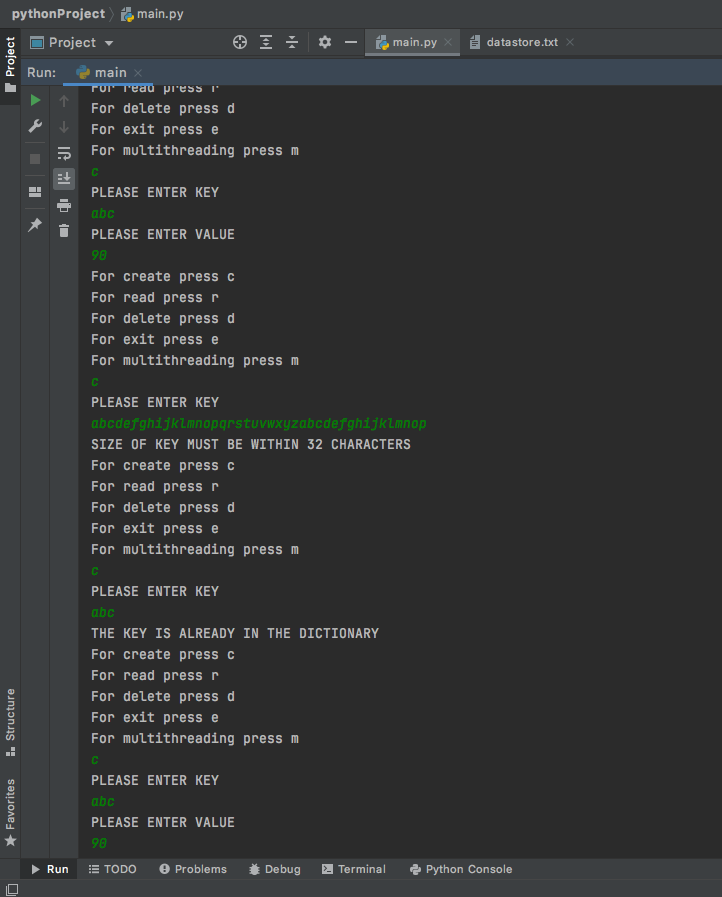 pythonProject main.py
Project main.py datastore.txt
Project
Run: main
For read press r
For delete press d
For exit press e
For multithreading press m
c
PLEASE ENTER KEY
abc
PLEASE ENTER VALUE
90
For create press c
For read press r
For delete press d
For exit press e
For multithreading press m
c
PLEASE ENTER KEY
abcdefghijklmnopqrstuvwxyzabcdefghijklmnop
SIZE OF KEY MUST BE WITHIN 32 CHARACTERS
For create press c
For read press r
For delete press d
For exit press e
For multithreading press m
c
PLEASE ENTER KEY
abc
THE KEY IS ALREADY IN THE DICTIONARY
For create press c
For read press r
For delete press d
For exit press e
For multithreading press m
c
PLEASE ENTER KEY
abc
PLEASE ENTER VALUE
90
Structure
Favorites
Run TODO Problems Debug Terminal Python Console